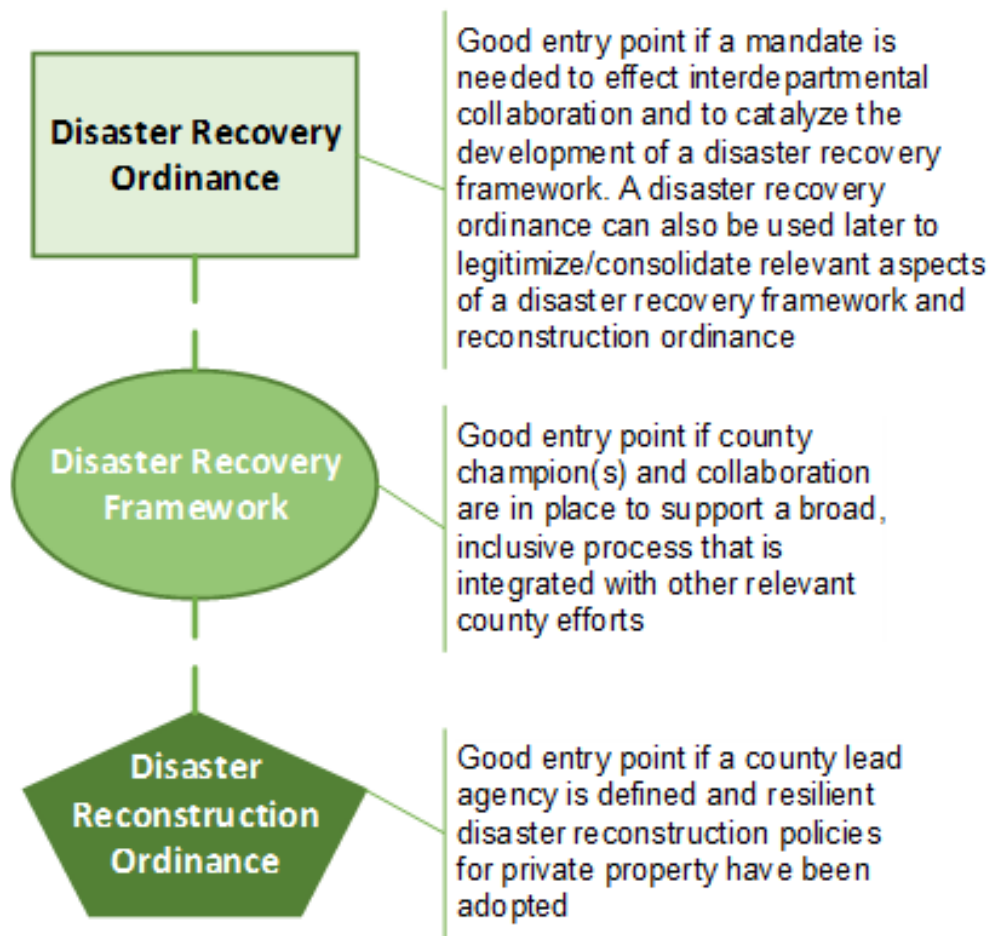 Disaster Recovery
Ordinance
Good entry point if a mandate is
needed to effect interdepartmental
collaboration and to catalyze the
development of a disaster recovery
framework. A disaster recovery
ordinance can also be used later to
legitimize/consolidate relevant aspects
of a disaster recovery framework and
reconstruction ordinance
Disaster Recovery
Framework
Good entry point if county
champion(s) and collaboration
are in place to support a broad,
inclusive process that is
integrated with other relevant
county efforts
Disaster
Reconstruction
Ordinance
Good entry point if a county lead
agency is defined and resilient
disaster reconstruction policies
for private property have been
adopted